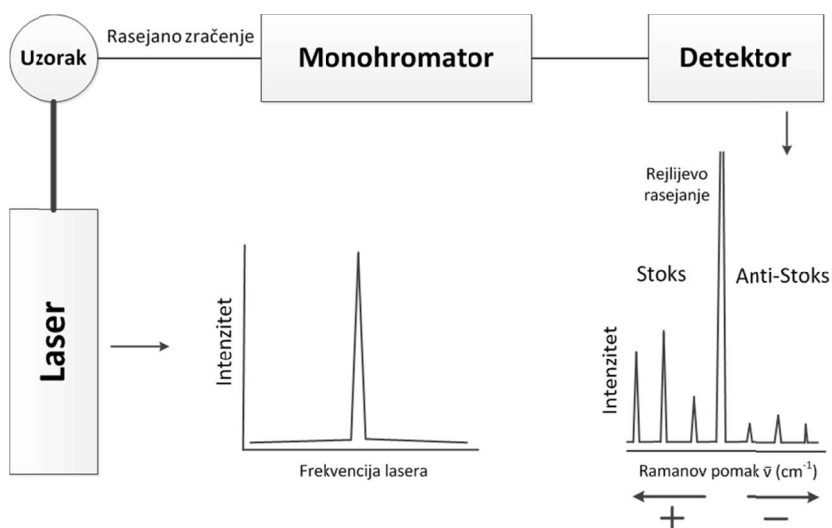 Uzorak
Rasejano zračenje
Monohromator
Detektor
Laser
Intenzitet
Frekvencija lasera
Rejlijevo
rasejanje
Stoks
Anti-Stoks
Intenzitet
Ramanov pomak ν̅ (cm⁻¹)
+
−